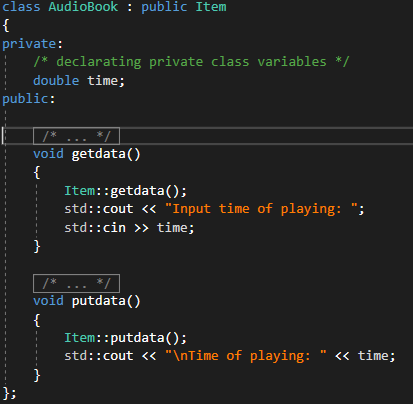 class AudioBook : public Item
{
private:
    /* declarating private class variables */
    double time;
public:
    /* ... */
    void getdata()
    {
        Item::getdata();
        std::cout << "Input time of playing: ";
        std::cin >> time;
    }
    /* ... */
    void putdata()
    {
        Item::putdata();
        std::cout << "\nTime of playing: " << time;
    }
};